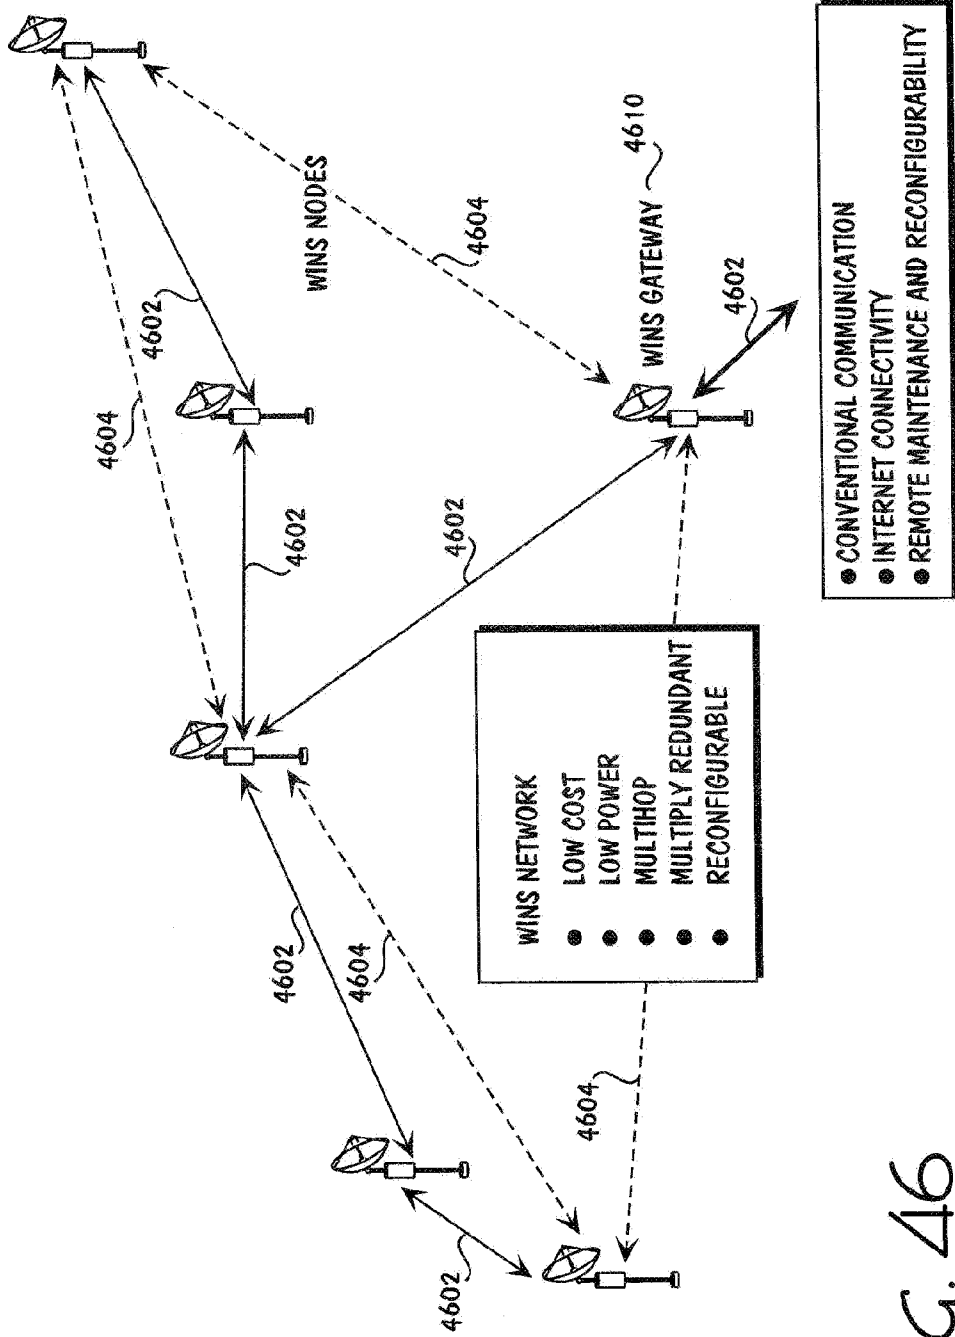 4604
4602
4602
4602
WINS NODES
4604
4602
4602
4604
4604
WINS NETWORK
● LOW COST
● LOW POWER
● MULTIHOP
● MULTIPLY REDUNDANT
● RECONFIGURABLE
4610
WINS GATEWAY
4602
● CONVENTIONAL COMMUNICATION
● INTERNET CONNECTIVITY
● REMOTE MAINTENANCE AND RECONFIGURABILITY
G. 46